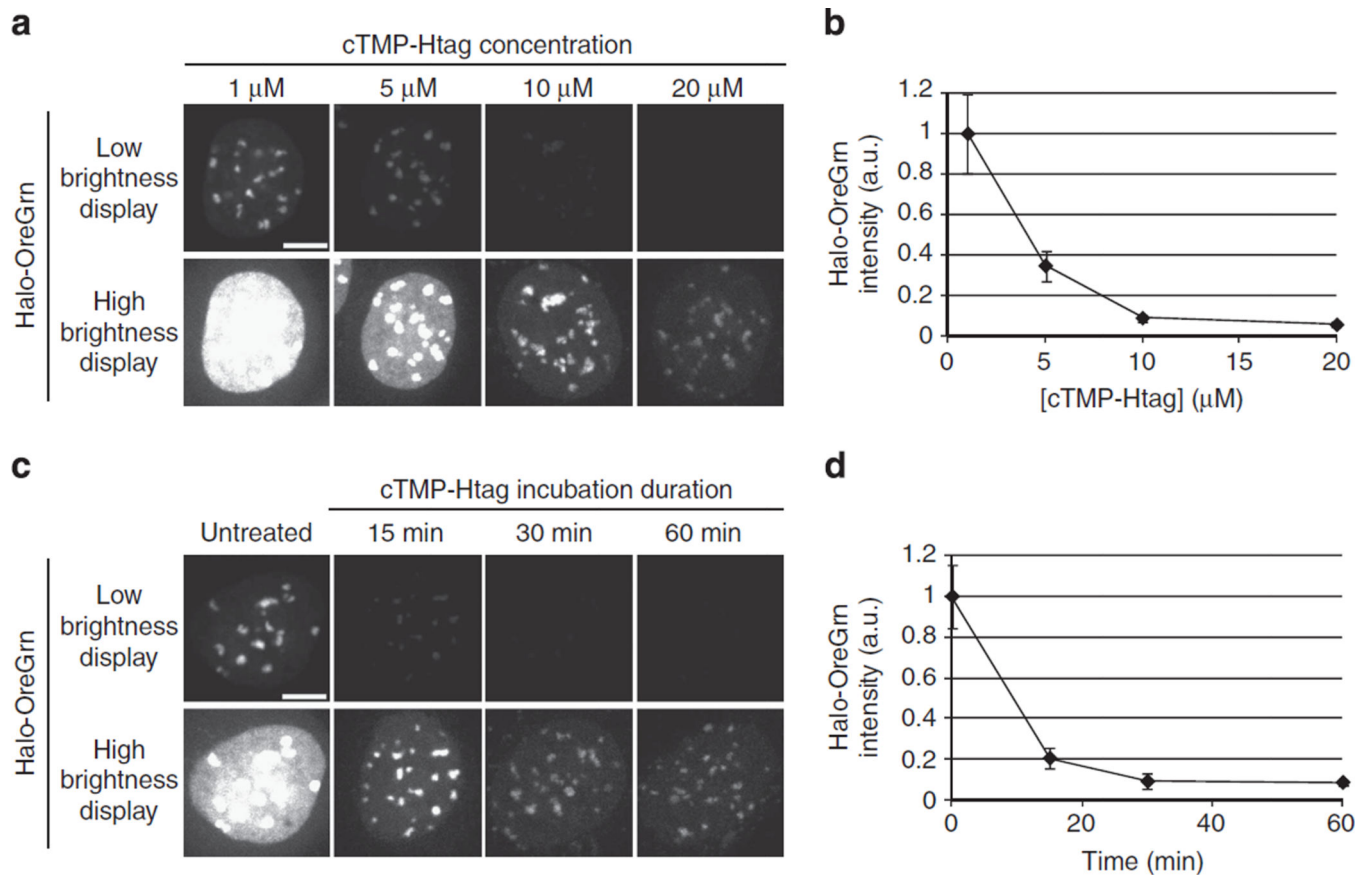 a
cTMP-Htag concentration
1 μM 5 μM 10 μM 20 μM
Halo-OreGrn
Low
brightness
display
High
brightness
display
b
1.2
1
0.8
0.6
0.4
0.2
0
0 5 10 15 20
Halo-OreGrn
intensity (a.u.)
[cTMP-Htag] (μM)
c
cTMP-Htag incubation duration
Untreated 15 min 30 min 60 min
Halo-OreGrn
Low
brightness
display
High
brightness
display
d
1.2
1
0.8
0.6
0.4
0.2
0
0 20 40 60
Halo-OreGrn
intensity (a.u.)
Time (min)